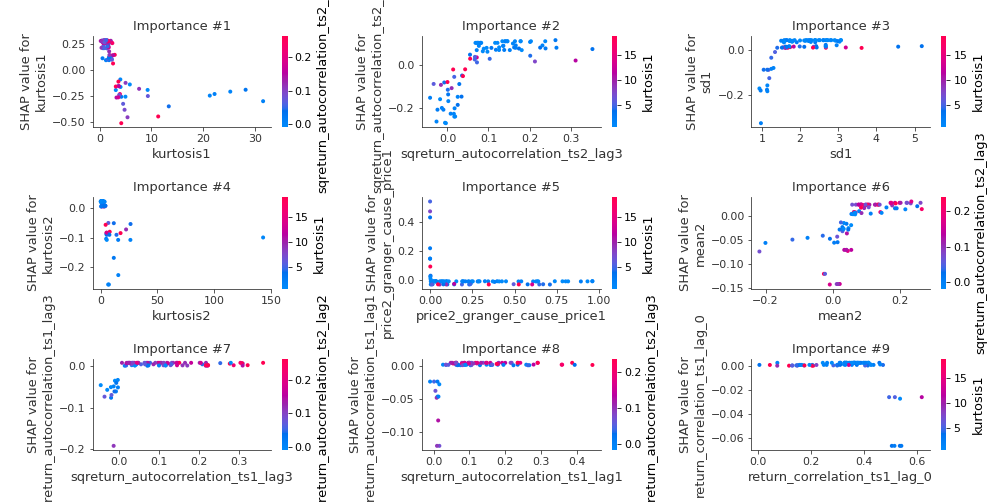 Importance #1
SHAP value for
kurtosis1
0.25
0.00
−0.25
−0.50
0
10
20
30
kurtosis1
0.1
0.0
sqreturn_autocorrelation_ts2_
Importance #2
SHAP value for
sqreturn_autocorrelation_ts2_
0.0
−0.2
0.0
0.1
0.2
0.3
sqreturn_autocorrelation_ts2_lag3
15
10
5
kurtosis1
Importance #3
SHAP value for
sd1
0.0
−0.2
1
2
3
4
5
sd1
15
10
5
kurtosis1
Importance #4
SHAP value for
kurtosis2
0.0
−0.1
−0.2
0
50
100
150
kurtosis2
15
10
5
kurtosis1
Importance #5
SHAP value for
price2_granger_cause_price1
0.4
0.2
0.0
0.00
0.25
0.50
0.75
1.00
price2_granger_cause_price1
15
10
5
kurtosis1
Importance #6
SHAP value for
mean2
0.00
−0.05
−0.10
−0.15
−0.2
0.0
0.2
mean2
0.2
0.1
0.0
sqreturn_autocorrelation_ts2_lag3
Importance #7
SHAP value for
return_autocorrelation_ts1_lag3
0.0
−0.1
−0.2
0.0
0.1
0.2
0.3
sqreturn_autocorrelation_ts1_lag3
0.2
0.1
0.0
return_autocorrelation_ts2_lag2
Importance #8
SHAP value for
return_autocorrelation_ts1_lag1
0.00
−0.05
−0.10
0.0
0.1
0.2
0.3
0.4
sqreturn_autocorrelation_ts1_lag1
0.2
0.1
0.0
return_autocorrelation_ts2_lag3
Importance #9
SHAP value for
return_correlation_ts1_lag_0
0.00
−0.02
−0.04
−0.06
0.0
0.2
0.4
0.6
return_correlation_ts1_lag_0
15
10
5
kurtosis1